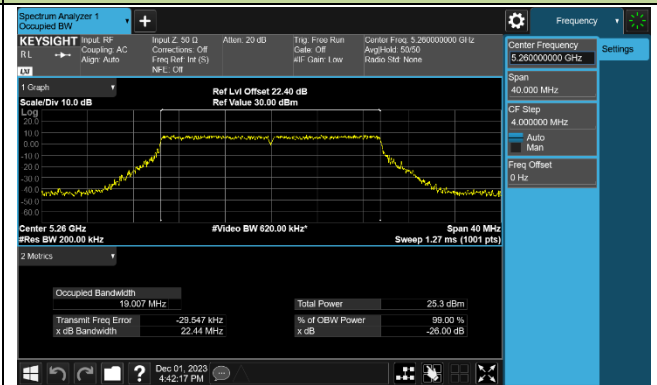 Spectrum Analyzer 1
Occupied BW
+
Frequency
KEYSIGHT
RL
LXI
Input: RF
Coupling: AC
Align: Auto
Input Z: 50 Ω
Corrections: Off
Freq Ref: Int (S)
NFE: Off
Atten: 20 dB
Trig: Free Run
Gate: Off
#IF Gain: Low
Center Freq: 5.260000000 GHz
Avg|Hold: 50/50
Radio Std: None
Center Frequency
5.260000000 GHz
Settings
Span
40.000 MHz
CF Step
4.000000 MHz
Auto
Man
Freq Offset
0 Hz
1 Graph
Scale/Div 10.0 dB
Ref Lvl Offset 22.40 dB
Ref Value 30.00 dBm
Log
20.0
10.0
0.00
-10.0
-20.0
-30.0
-40.0
-50.0
-60.0
Center 5.26 GHz
#Res BW 200.00 kHz
#Video BW 620.00 kHz*
Span 40 MHz
Sweep 1.27 ms (1001 pts)
2 Metrics
Occupied Bandwidth
19.007 MHz
Total Power
25.3 dBm
Transmit Freq Error
-29.547 kHz
% of OBW Power
99.00 %
x dB Bandwidth
22.44 MHz
x dB
-26.00 dB
?
Dec 01, 2023
4:42:17 PM